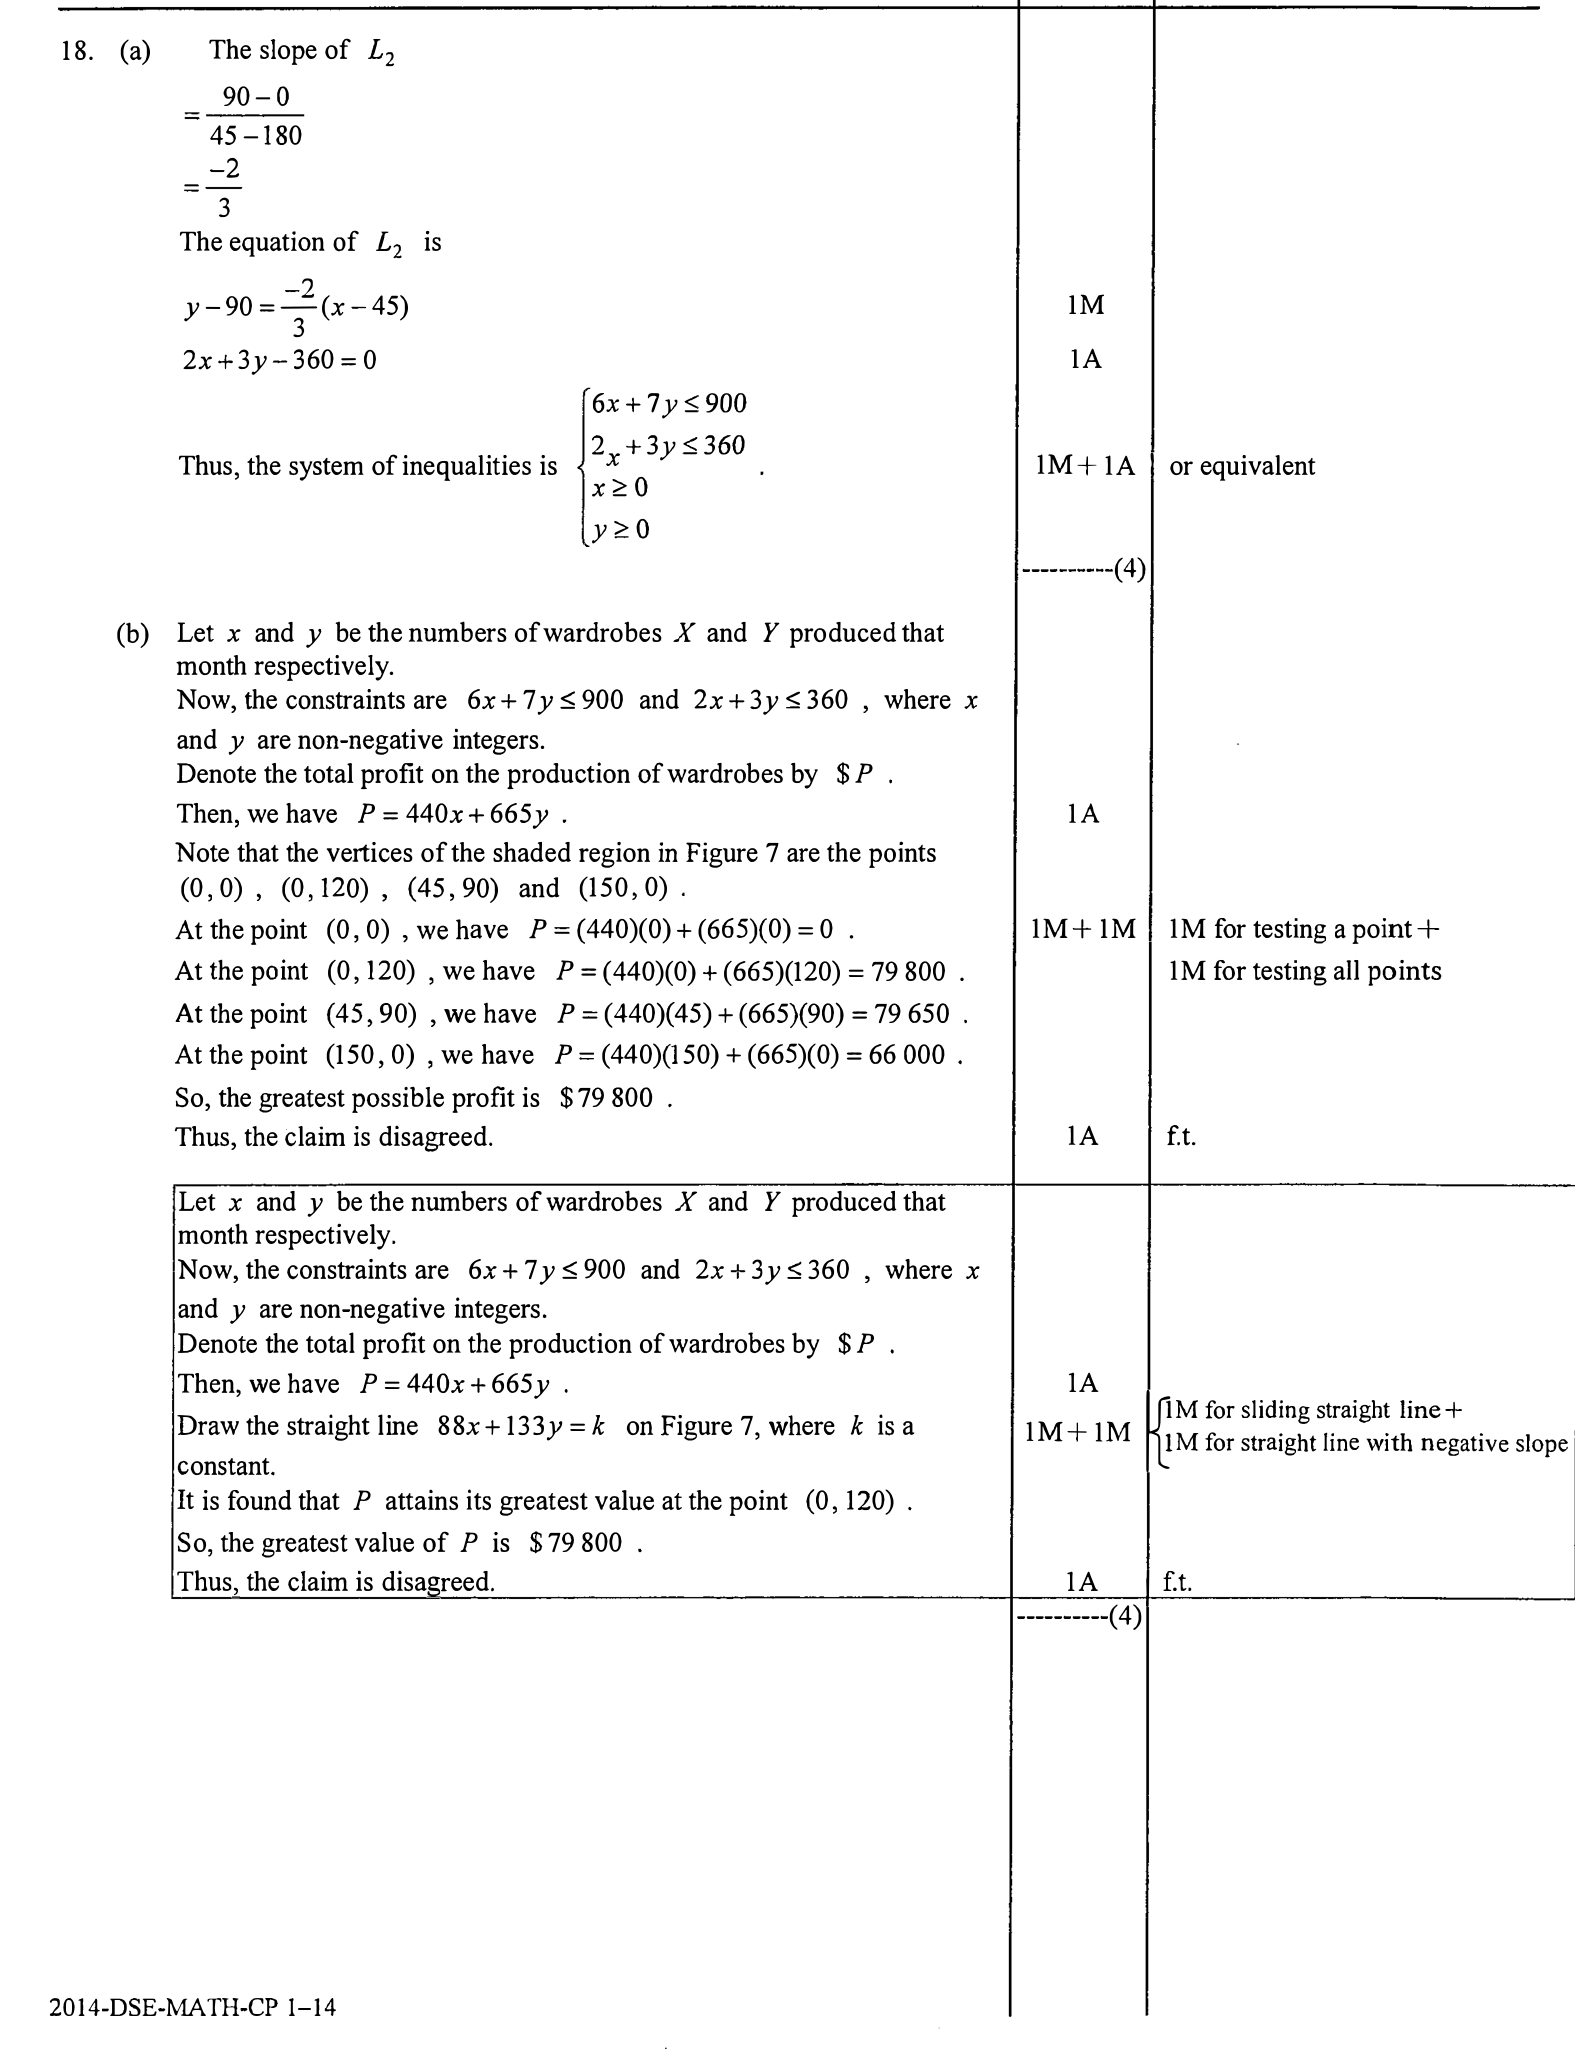 18. (a) The slope of L₂
= (90 − 0)/(45 − 180)
= −2/3
The equation of L₂ is
y − 90 = −2/3 (x − 45) 1M
2x + 3y − 360 = 0 1A
6x + 7y ≤ 900
2x + 3y ≤ 360
Thus, the system of inequalities is { . 1M + 1A or equivalent
x ≥ 0
y ≥ 0
-----------(4)
(b) Let x and y be the numbers of wardrobes X and Y produced that
month respectively.
Now, the constraints are 6x + 7y ≤ 900 and 2x + 3y ≤ 360 , where x
and y are non-negative integers.
Denote the total profit on the production of wardrobes by $ P .
Then, we have P = 440x + 665y . 1A
Note that the vertices of the shaded region in Figure 7 are the points
(0, 0) , (0, 120) , (45, 90) and (150, 0) .
At the point (0, 0) , we have P = (440)(0) + (665)(0) = 0 . 1M + 1M 1M for testing a point +
At the point (0, 120) , we have P = (440)(0) + (665)(120) = 79 800 . 1M for testing all points
At the point (45, 90) , we have P = (440)(45) + (665)(90) = 79 650 .
At the point (150, 0) , we have P = (440)(150) + (665)(0) = 66 000 .
So, the greatest possible profit is $ 79 800 .
Thus, the claim is disagreed. 1A f.t.
Let x and y be the numbers of wardrobes X and Y produced that
month respectively.
Now, the constraints are 6x + 7y ≤ 900 and 2x + 3y ≤ 360 , where x
and y are non-negative integers.
Denote the total profit on the production of wardrobes by $ P .
Then, we have P = 440x + 665y . 1A
1M for sliding straight line +
Draw the straight line 88x + 133y = k on Figure 7, where k is a 1M + 1M
1M for straight line with negative slope
constant.
It is found that P attains its greatest value at the point (0, 120) .
So, the greatest value of P is $ 79 800 .
Thus, the claim is disagreed. 1A f.t.
----------(4)
2014-DSE-MATH-CP 1–14